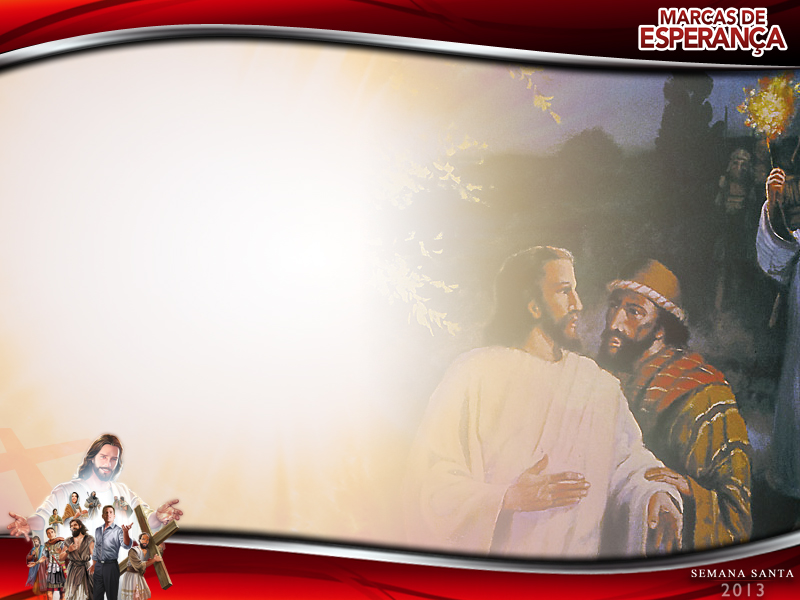 MARCAS DE
ESPERANÇA
SEMANA SANTA
2013